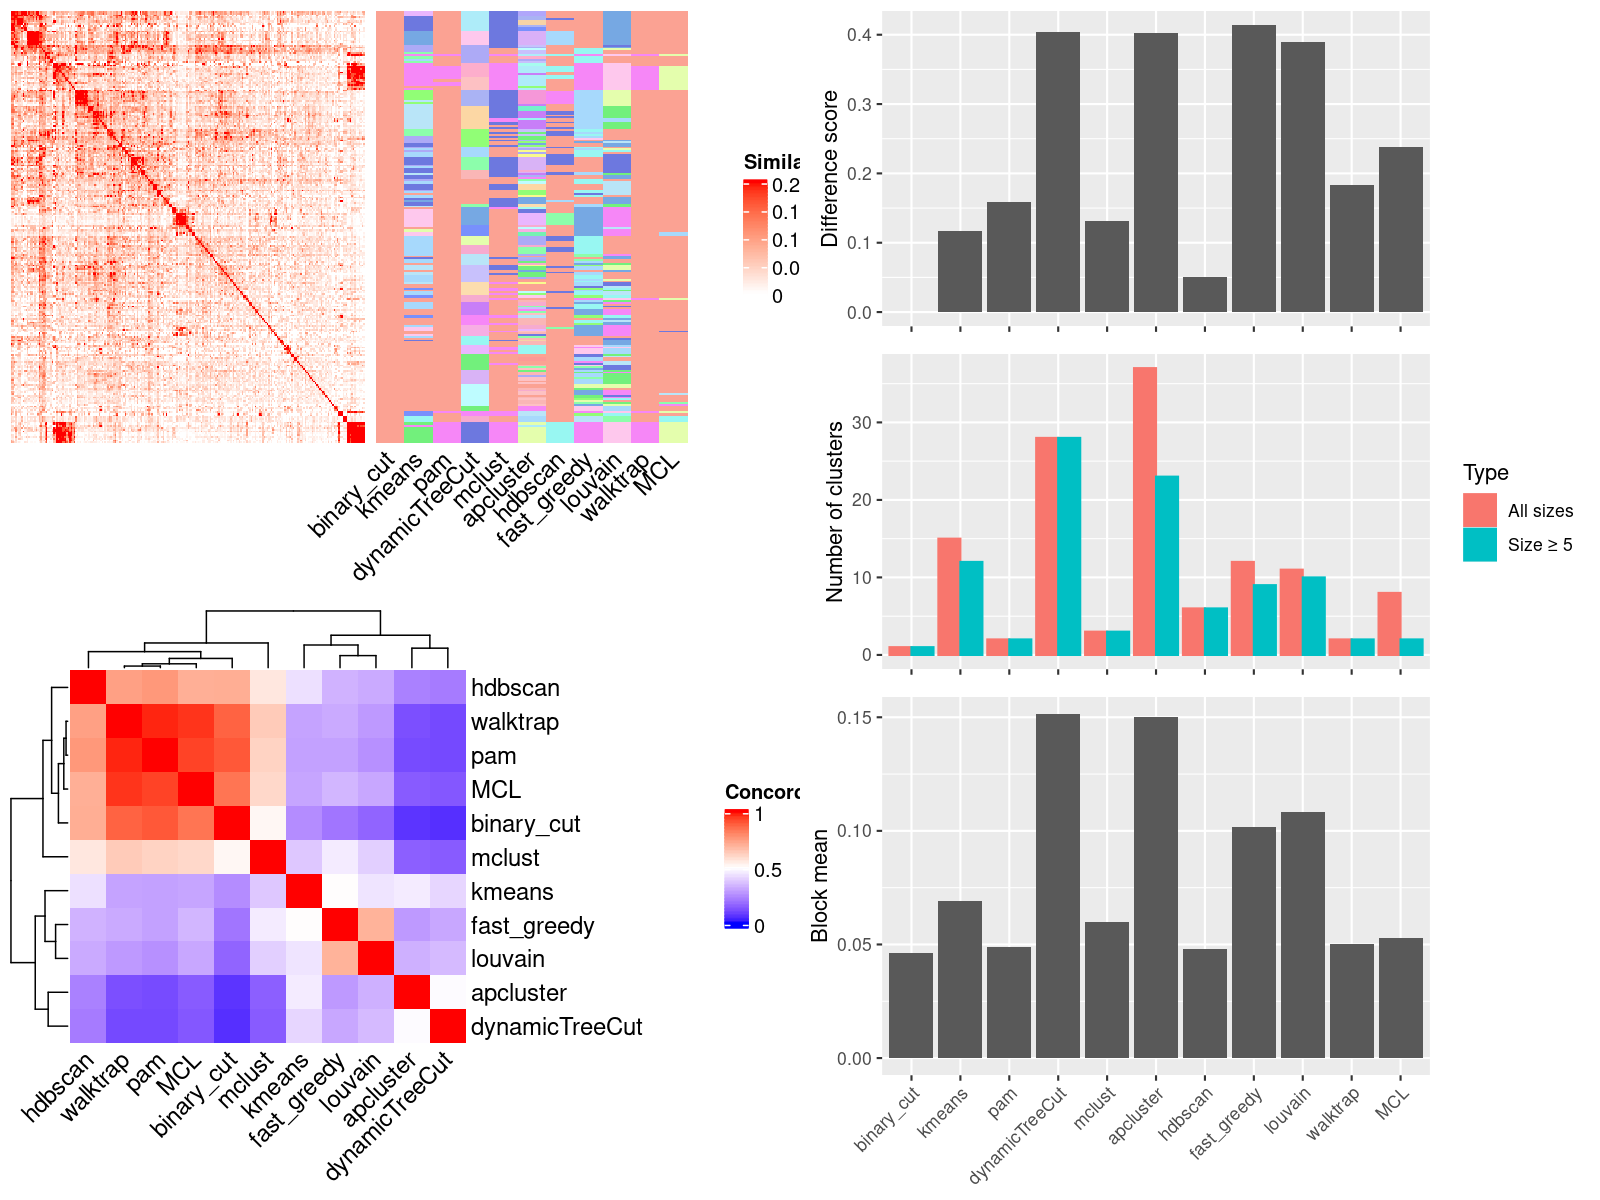 Simila
0.2
0.1
0.1
0.0
0
binary_cut
kmeans
pam
dynamicTreeCut
mclust
apcluster
hdbscan
fast_greedy
louvain
walktrap
MCL
hdbscan
walktrap
pam
MCL
binary_cut
mclust
kmeans
fast_greedy
louvain
apcluster
dynamicTreeCut
hdbscan
walktrap
pam
MCL
binary_cut
mclust
kmeans
fast_greedy
louvain
apcluster
dynamicTreeCut
Concord
1
0.5
0
Difference score
0.4
0.3
0.2
0.1
0.0
Number of clusters
30
20
10
0
Type
All sizes
Size ≥ 5
Block mean
0.15
0.10
0.05
0.00
binary_cut
kmeans
pam
dynamicTreeCut
mclust
apcluster
hdbscan
fast_greedy
louvain
walktrap
MCL